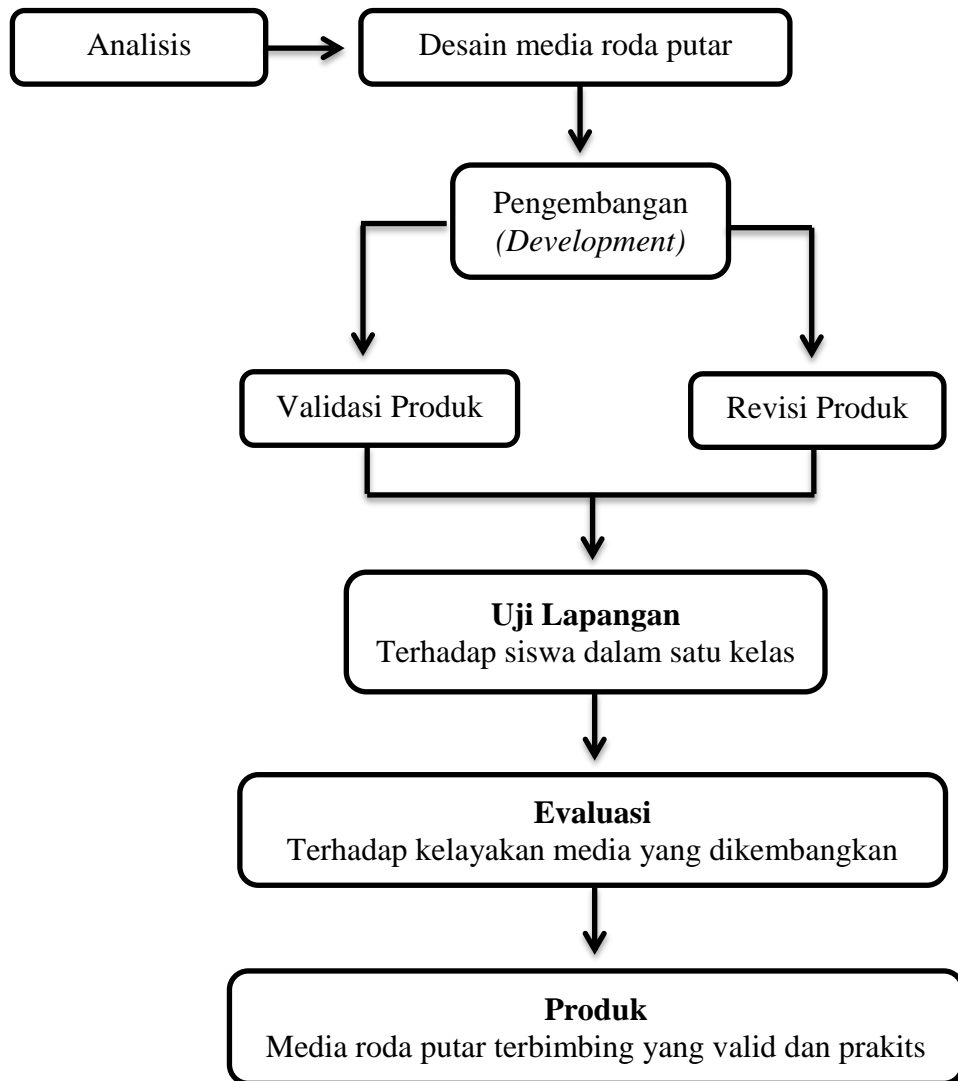 Analisis
Desain media roda putar
Pengembangan
(Development)
Validasi Produk
Revisi Produk
Uji Lapangan
Terhadap siswa dalam satu kelas
Evaluasi
Terhadap kelayakan media yang dikembangkan
Produk
Media roda putar terbimbing yang valid dan prakits